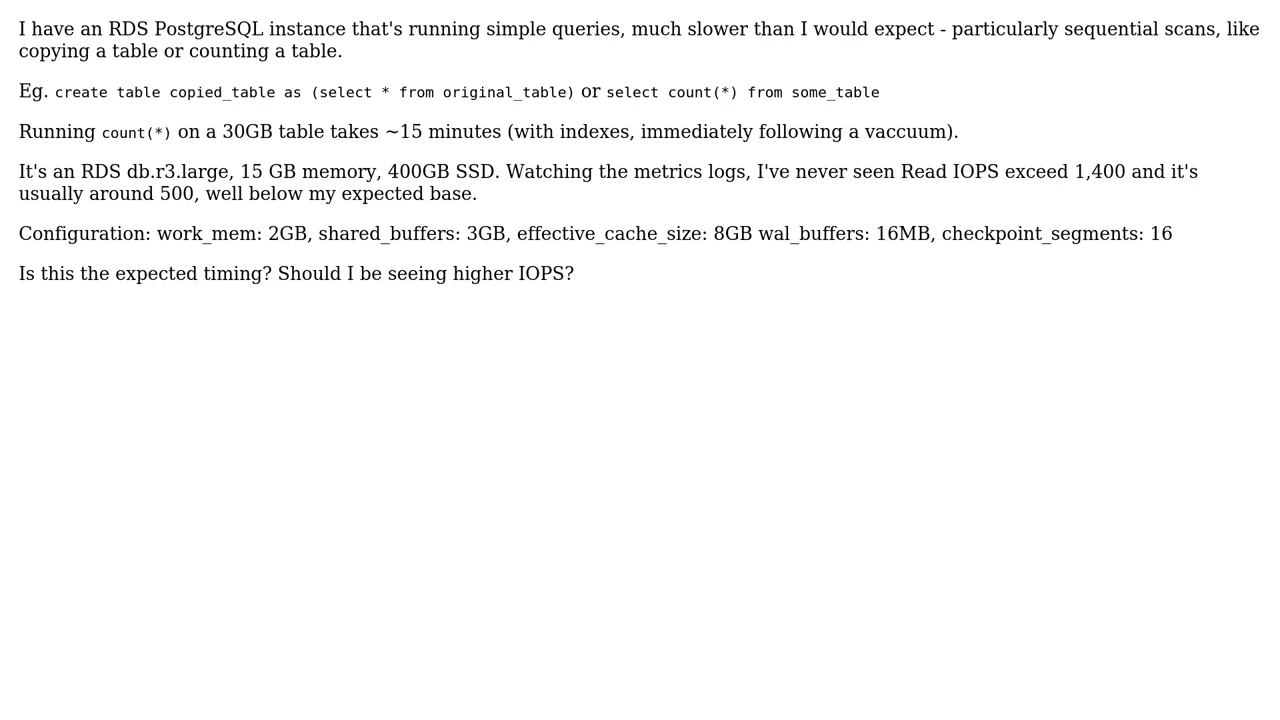 I have an RDS PostgreSQL instance that's running simple queries, much slower than I would expect - particularly sequential scans, like
copying a table or counting a table.
Eg. create table copied_table as (select * from original_table) or select count(*) from some_table
Running count(*) on a 30GB table takes ~15 minutes (with indexes, immediately following a vaccuum).
It's an RDS db.r3.large, 15 GB memory, 400GB SSD. Watching the metrics logs, I've never seen Read IOPS exceed 1,400 and it's
usually around 500, well below my expected base.
Configuration: work_mem: 2GB, shared_buffers: 3GB, effective_cache_size: 8GB wal_buffers: 16MB, checkpoint_segments: 16
Is this the expected timing? Should I be seeing higher IOPS?